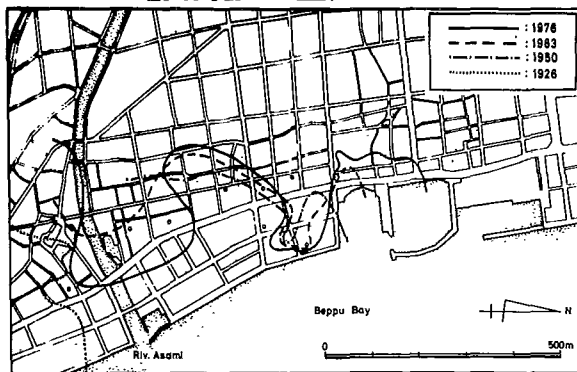 : 1976
: 1963
: 1950
: 1926
Beppu Bay
N
Riv. Asami
0
500m